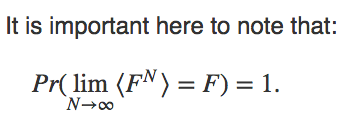 It is important here to note that:
Pr( lim ⟨F^N⟩ = F) = 1.
N→∞